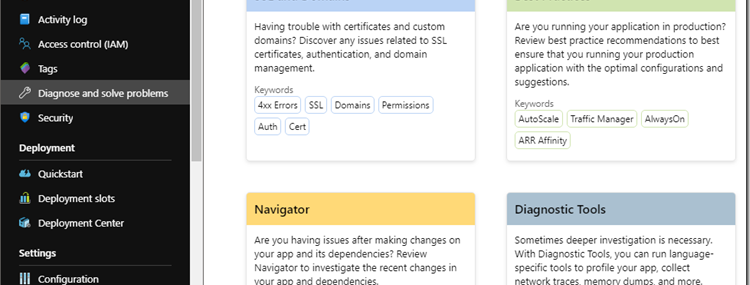 Activity log
Access control (IAM)
Tags
Diagnose and solve problems
Security
Deployment
Quickstart
Deployment slots
Deployment Center
Settings
Configuration
Having trouble with certificates and custom
domains? Discover any issues related to SSL
certificates, authentication, and domain
management.
Keywords
4xx Errors SSL Domains Permissions
Auth Cert
Are you running your application in production?
Review best practice recommendations to best
ensure that you running your production
application with the optimal configurations and
suggestions.
Keywords
AutoScale Traffic Manager AlwaysOn
ARR Affinity
Navigator
Are you having issues after making changes on
your app and its dependencies? Review
Navigator to investigate the recent changes in
your app and dependencies.
Diagnostic Tools
Sometimes deeper investigation is necessary.
With Diagnostic Tools, you can run language-
specific tools to profile your app, collect
network traces, memory dumps, and more.